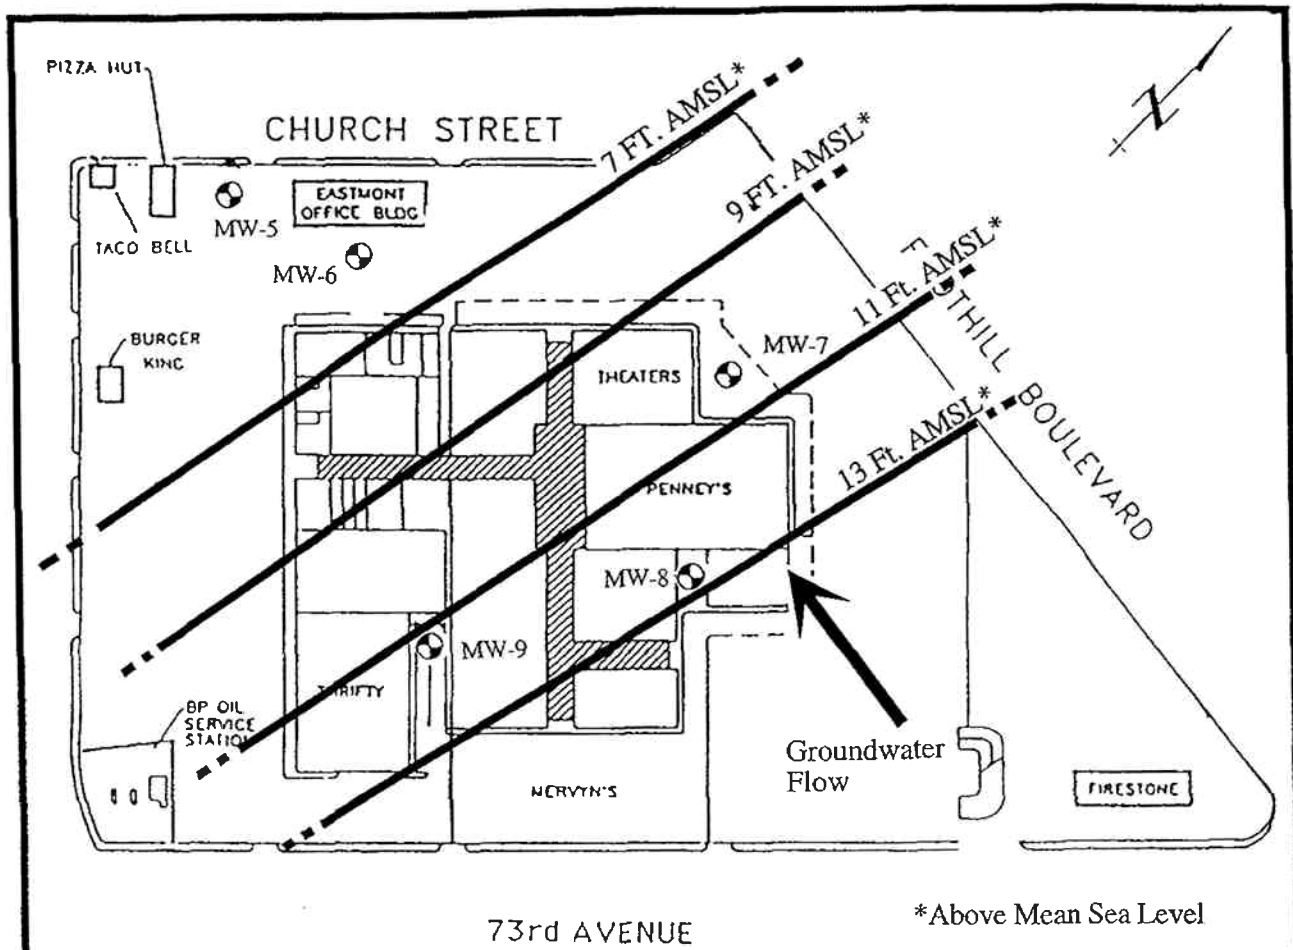 PIZZA HUT
CHURCH STREET
7 FT. AMSL*
9 FT. AMSL*
N
EASTMONT
OFFICE BLDG
MW-5
TACO BELL
MW-6
11 Ft. AMSL*
FOOTHILL BOULEVARD
BURGER
KING
THEATERS
MW-7
13 Ft. AMSL*
PENNEY'S
MW-8
MW-9
THRIFTY
BP OIL
SERVICE
STATION
Groundwater
Flow
MERVYN'S
FIRESTONE
73rd AVENUE
*Above Mean Sea Level